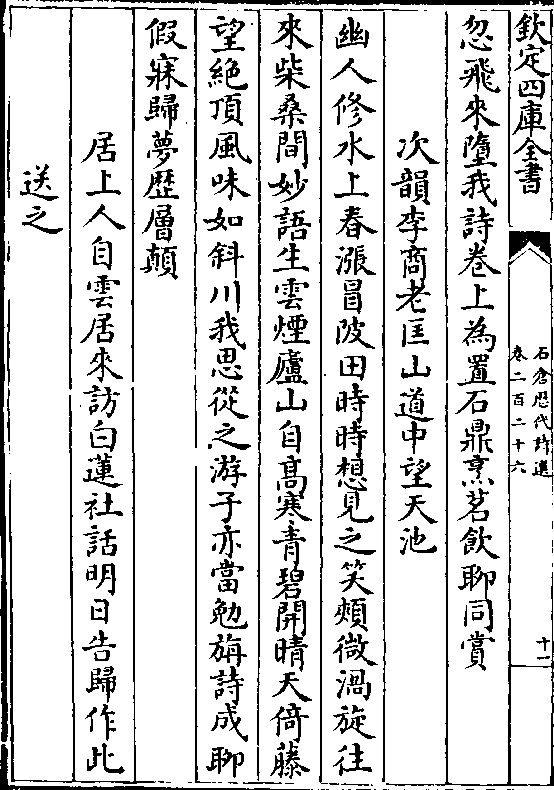 欽定四庫全書
石倉歴代詩選
卷二百二十六
十一
忽飛來墮我詩卷上為置石鼎烹茗飲聊同賞
次韻李商老匡山道中望天池
幽人修水上春漲冒陂田時時想見之笑頰微渦旋往
來柴桑間妙語生雲煙廬山自髙寒青碧開晴天倚藤
望絶頂風味如斜川我思從之游子亦當勉旃詩成聊
假寐歸夢歴層顛
居上人自雲居來訪白蓮社話明日告歸作此
送之